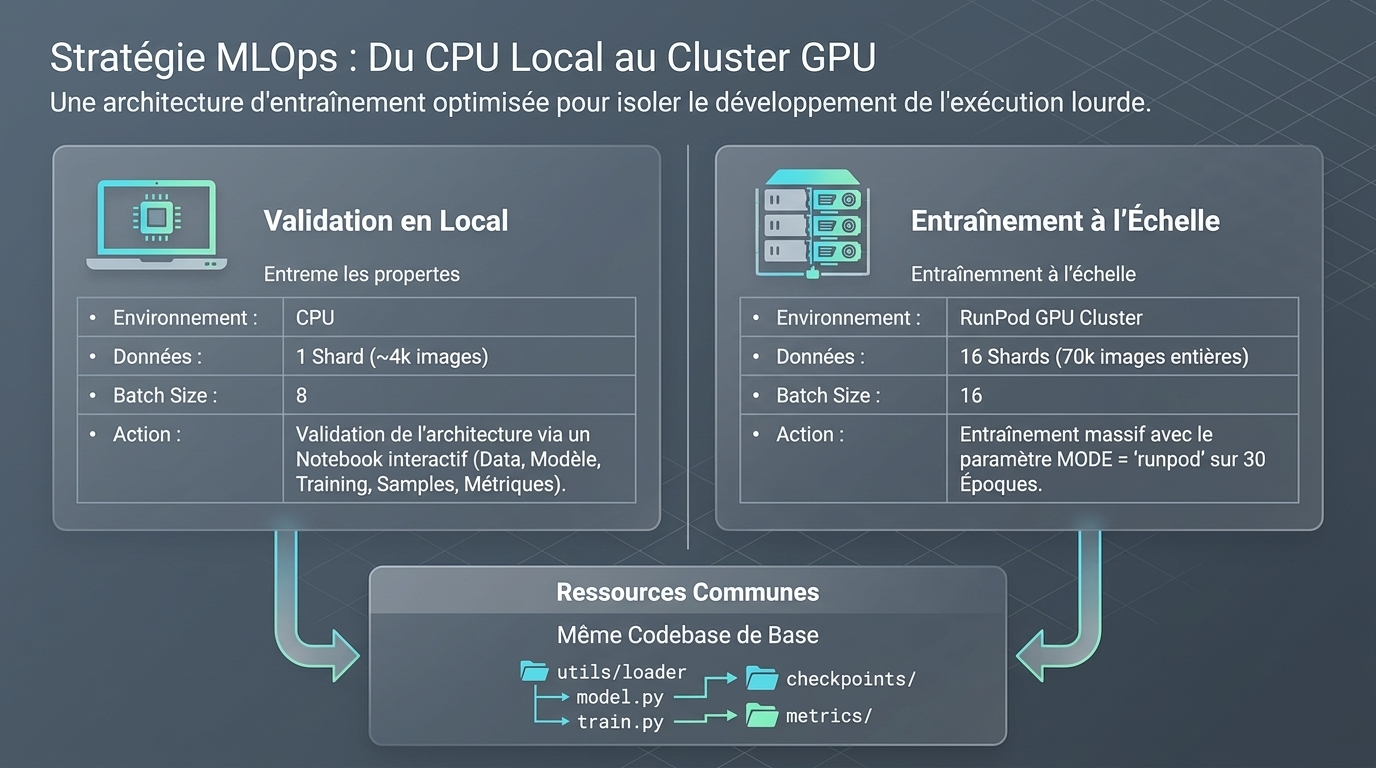 Stratégie MLOps : Du CPU Local au Cluster GPU
Une architecture d'entraînement optimisée pour isoler le développement de l'exécution lourde.
Validation en Local
Entreme les propertes
• Environnement : CPU
• Données : 1 Shard (~4k images)
• Batch Size : 8
• Action : Validation de l'architecture via un
Notebook interactif (Data, Modèle,
Training, Samples, Métriques).
Entraînement à l'Échelle
Entraînemnent à l'échelle
• Environnement : RunPod GPU Cluster
• Données : 16 Shards (70k images entières)
• Batch Size : 16
• Action : Entraînement massif avec le
paramètre MODE = 'runpod' sur 30
Époques.
Ressources Communes
Même Codebase de Base
utils/loader
model.py
train.py
checkpoints/
metrics/